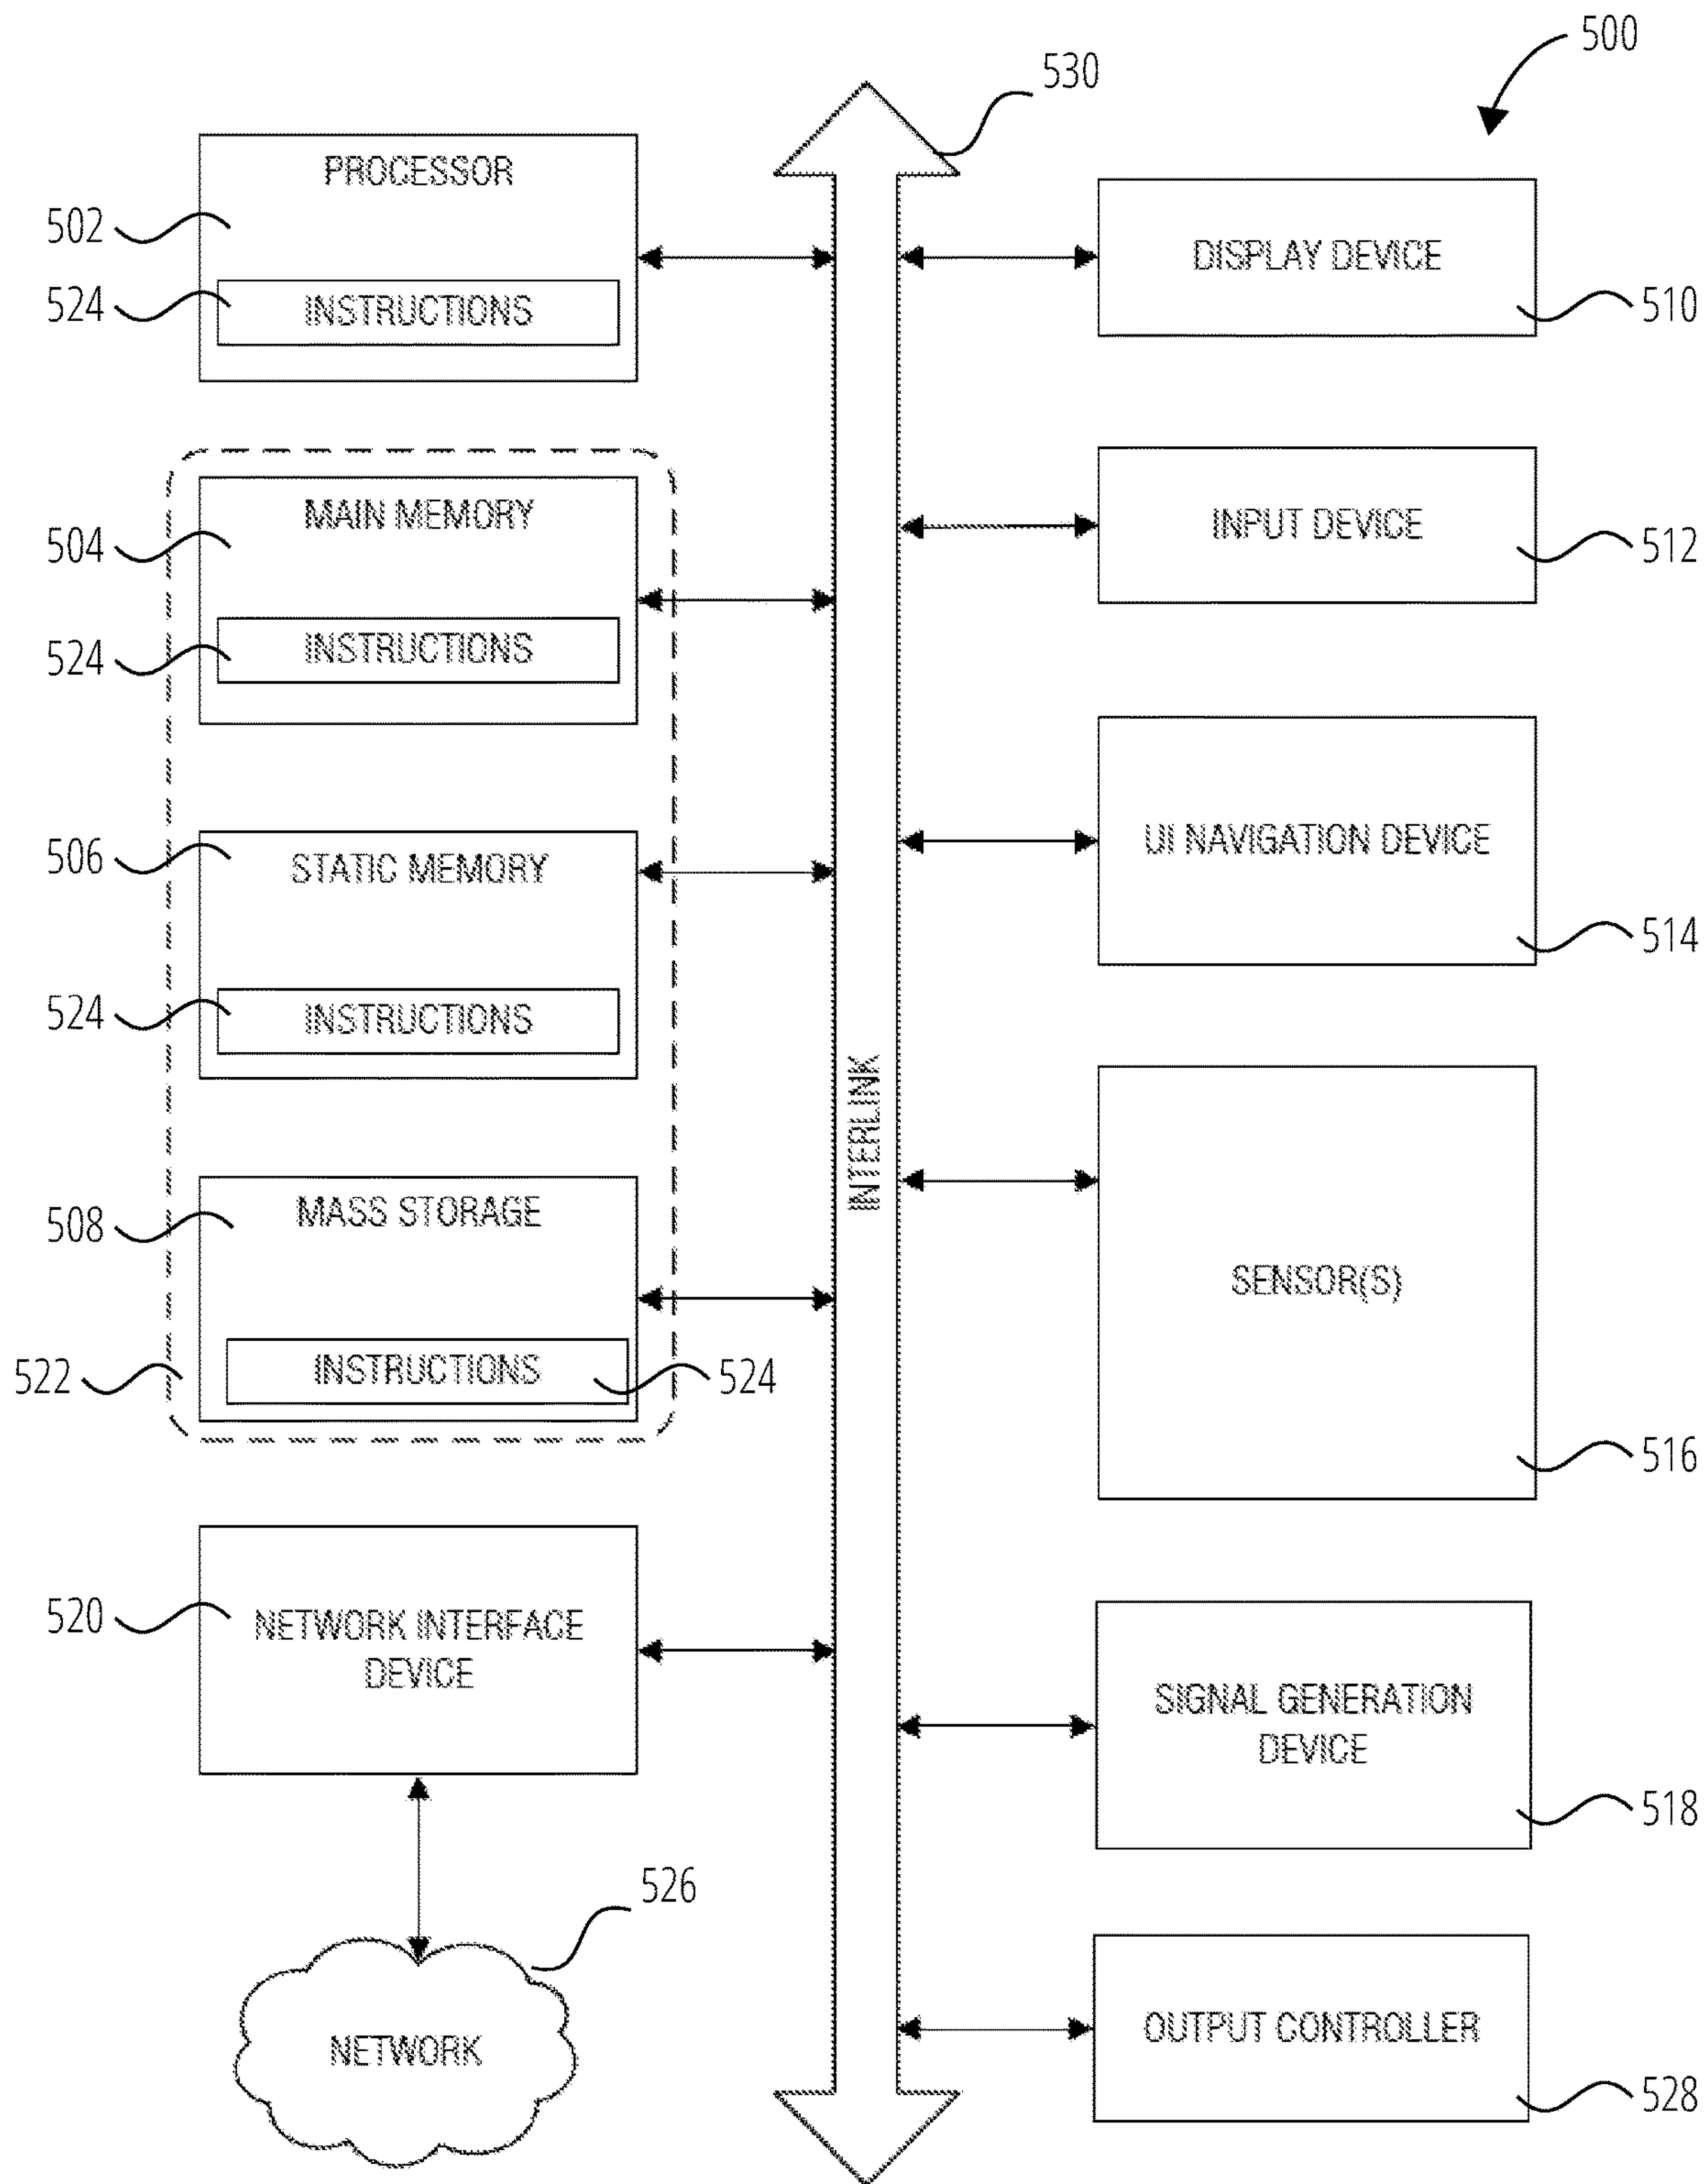 500
530
PROCESSOR
502
524
INSTRUCTIONS
DISPLAY DEVICE
510
MAIN MEMORY
504
524
INSTRUCTIONS
INPUT DEVICE
512
506
STATIC MEMORY
524
INSTRUCTIONS
UI NAVIGATION DEVICE
514
INTERLINK
MASS STORAGE
508
522
INSTRUCTIONS
524
SENSOR(S)
516
520
NETWORK INTERFACE
DEVICE
SIGNAL GENERATION
DEVICE
518
526
NETWORK
OUTPUT CONTROLLER
528